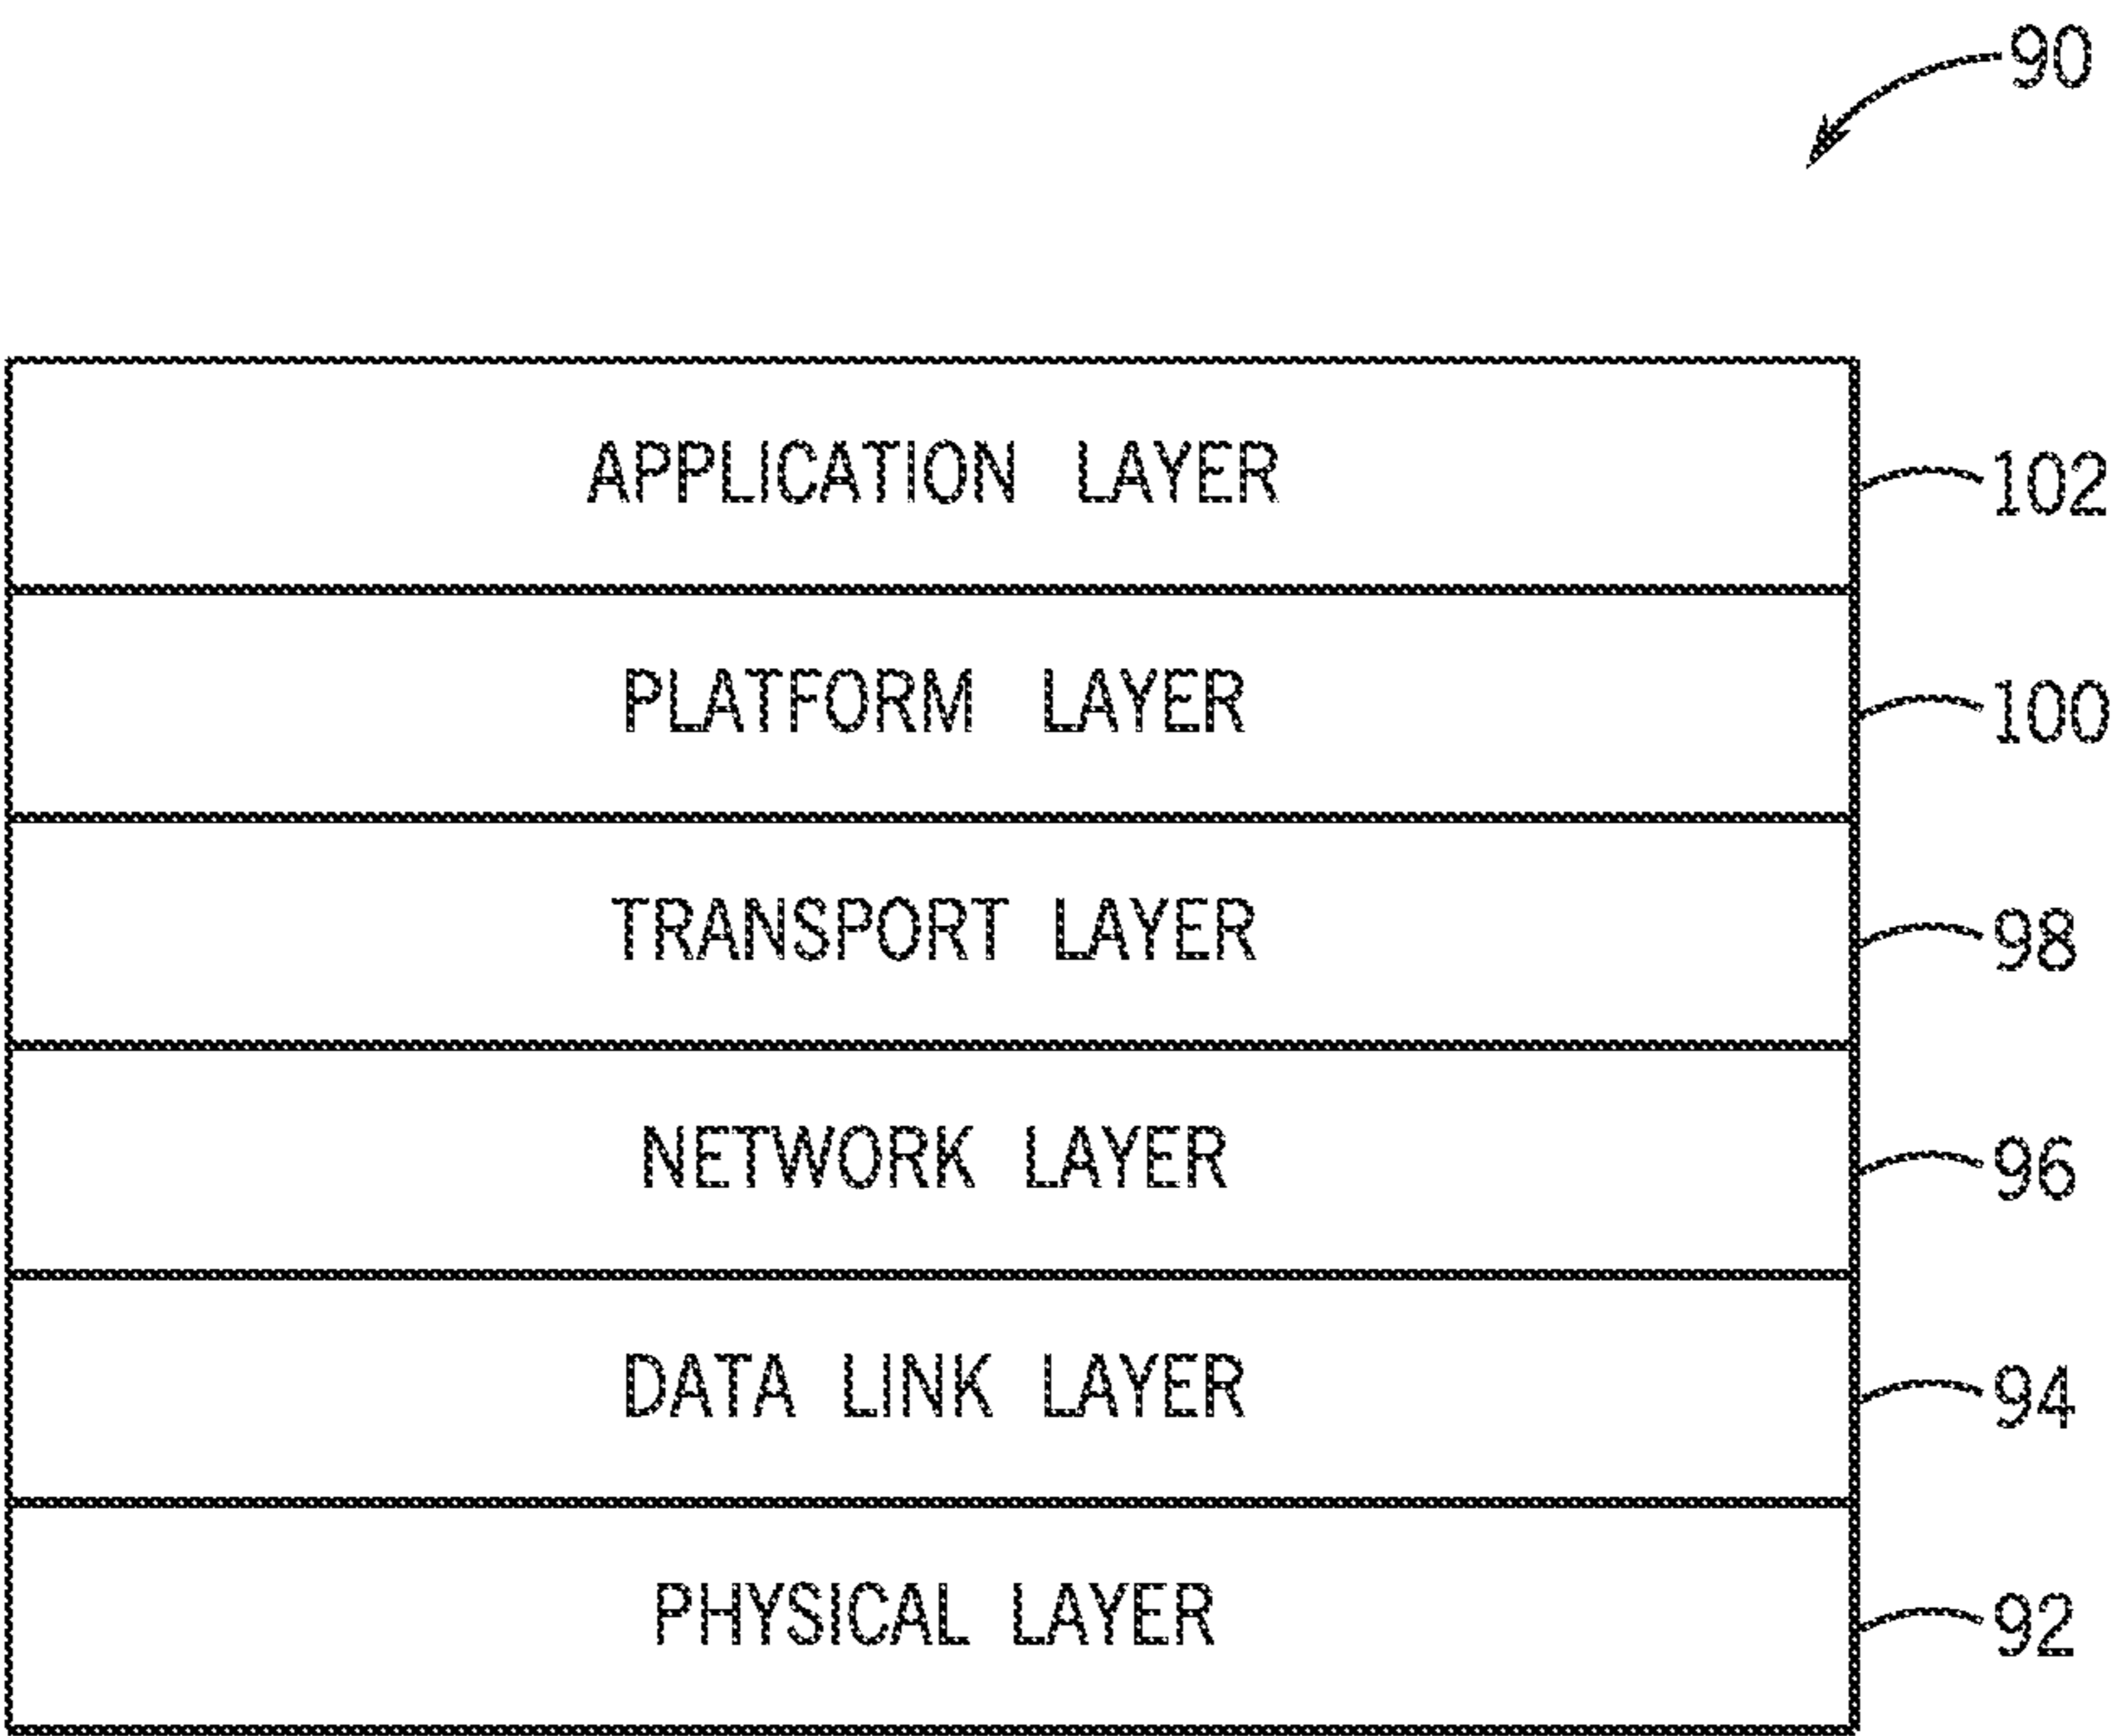 90
APPLICATION LAYER 102
PLATFORM LAYER 100
TRANSPORT LAYER 98
NETWORK LAYER 96
DATA LINK LAYER 94
PHYSICAL LAYER 92